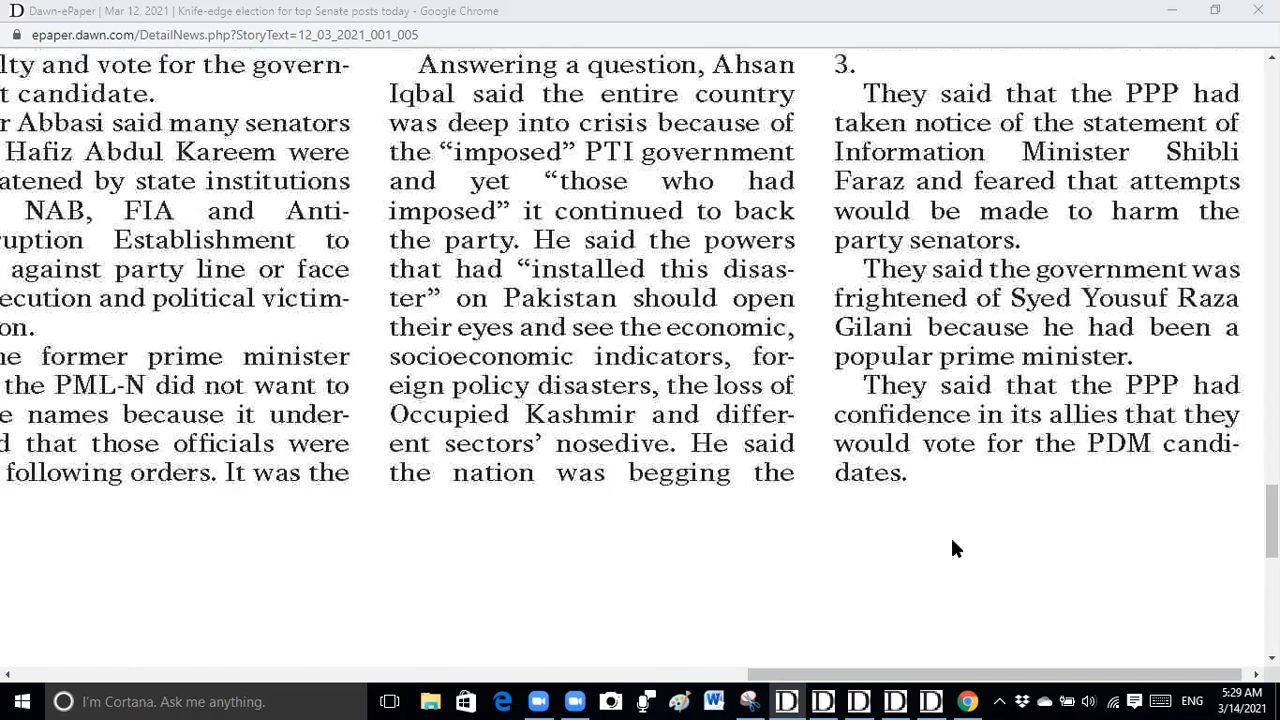 Dawn-ePaper | Mar 12, 2021 | Knife-edge election for top Senate posts today - Google Chrome
epaper.dawn.com/DetailNews.php?StoryText=12_03_2021_001_005
lty and vote for the govern-
t candidate.
r Abbasi said many senators
Hafiz Abdul Kareem were
atened by state institutions
NAB, FIA and Anti-
ruption Establishment to
against party line or face
ecution and political victim-
on.
ne former prime minister
the PML-N did not want to
e names because it under-
d that those officials were
following orders. It was the
Answering a question, Ahsan
Iqbal said the entire country
was deep into crisis because of
the “imposed” PTI government
and yet “those who had
imposed” it continued to back
the party. He said the powers
that had “installed this disas-
ter” on Pakistan should open
their eyes and see the economic,
socioeconomic indicators, for-
eign policy disasters, the loss of
Occupied Kashmir and differ-
ent sectors’ nosedive. He said
the nation was begging the
3.
They said that the PPP had
taken notice of the statement of
Information Minister Shibli
Faraz and feared that attempts
would be made to harm the
party senators.
They said the government was
frightened of Syed Yousuf Raza
Gilani because he had been a
popular prime minister.
They said that the PPP had
confidence in its allies that they
would vote for the PDM candi-
dates.
I'm Cortana. Ask me anything.
ENG
5:29 AM
3/14/2021